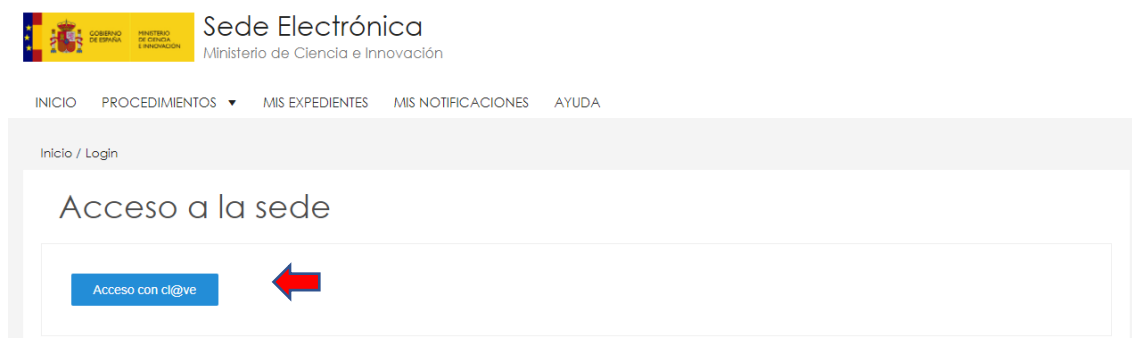 GOBIERNO
DE ESPAÑA
MINISTERIO
DE CIENCIA
E INNOVACIÓN
Sede Electrónica
Ministerio de Ciencia e Innovación
INICIO PROCEDIMIENTOS ▼ MIS EXPEDIENTES MIS NOTIFICACIONES AYUDA
Inicio / Login
Acceso a la sede
Acceso con cl@ve